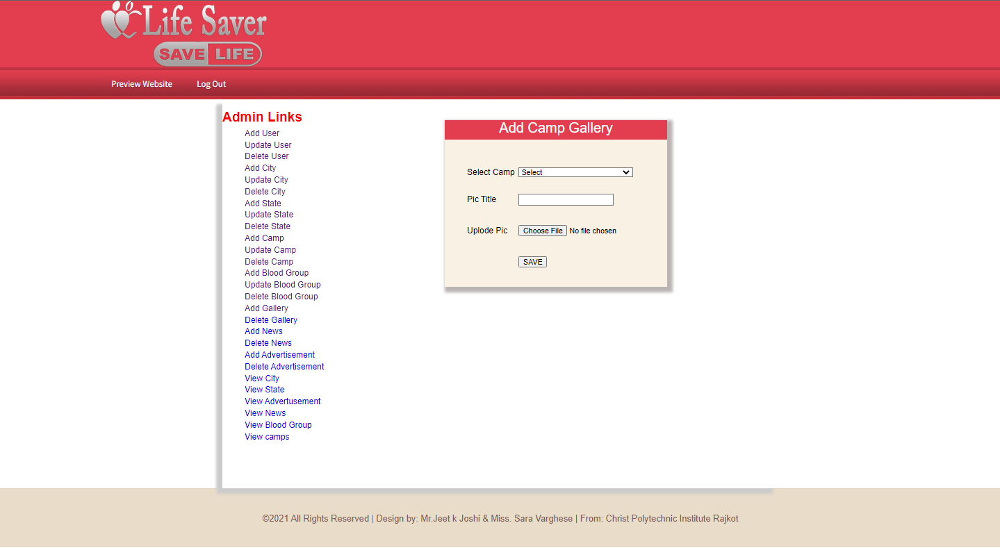 Life Saver
SAVE LIFE
Preview Website Log Out
Admin Links
Add User
Update User
Delete User
Add City
Update City
Delete City
Add State
Update State
Delete State
Add Camp
Update Camp
Delete Camp
Add Blood Group
Update Blood Group
Delete Blood Group
Add Gallery
Delete Gallery
Add News
Delete News
Add Advertisement
Delete Advertisement
View City
View State
View Advertusement
View News
View Blood Group
View camps
Add Camp Gallery
Select Camp Select
Pic Title
Uplode Pic Choose File No file chosen
SAVE
©2021 All Rights Reserved | Design by: Mr.Jeet k Joshi & Miss. Sara Varghese | From: Christ Polytechnic Institute Rajkot